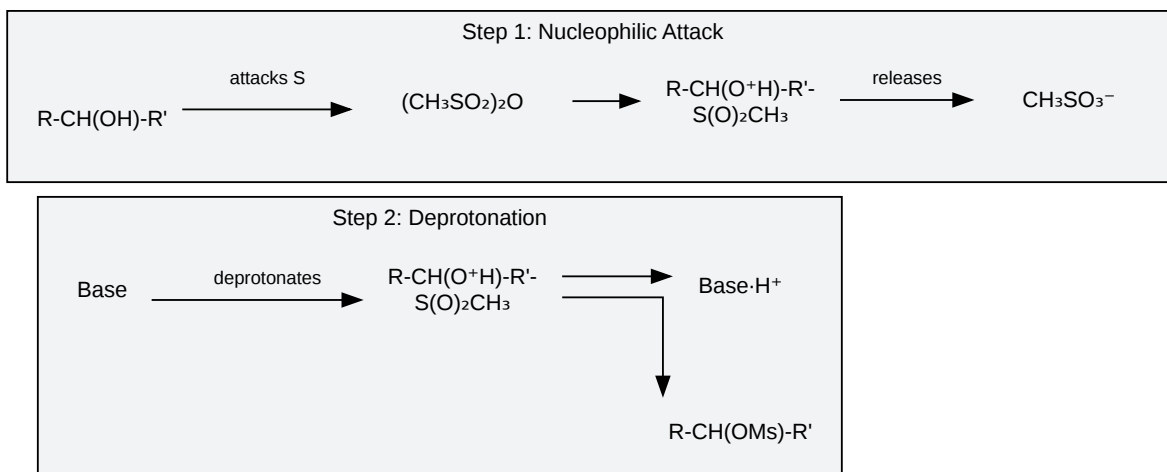 Step 1: Nucleophilic Attack
attacks S
releases
R-CH(OH)-R'
(CH₃SO₂)₂O
R-CH(O⁺H)-R'-
S(O)₂CH₃
CH₃SO₃⁻
Step 2: Deprotonation
Base
deprotonates
R-CH(O⁺H)-R'-
S(O)₂CH₃
Base·H⁺
R-CH(OMs)-R'